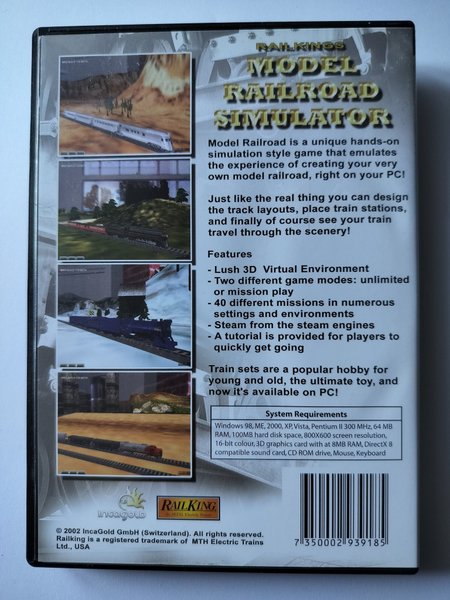 RAILKINGS
MODEL
RAILROAD
SIMULATOR
Model Railroad is a unique hands-on
simulation style game that emulates
the experience of creating your very
own model railroad, right on your PC!
Just like the real thing you can design
the track layouts, place train stations,
and finally of course see your train
travel through the scenery!
Features
- Lush 3D Virtual Environment
- Two different game modes: unlimited
or mission play
- 40 different missions in numerous
settings and environments
- Steam from the steam engines
- A tutorial is provided for players to
quickly get going
Train sets are a popular hobby for
young and old, the ultimate toy, and
now it's available on PC!
System Requirements
Windows 98, ME, 2000, XP, Vista, Pentium II 300 MHz, 64 MB
RAM, 100MB hard disk space, 800X600 screen resolution,
16-bit colour, 3D graphics card with at 8MB RAM, DirectX 8
compatible sound card, CD ROM drive, Mouse, Keyboard
incagold
RAILKING
© 2002 IncaGold GmbH (Switzerland). All rights reserved.
Railking is a registered trademark of MTH Electric Trains
Ltd., USA
7 350002 939185